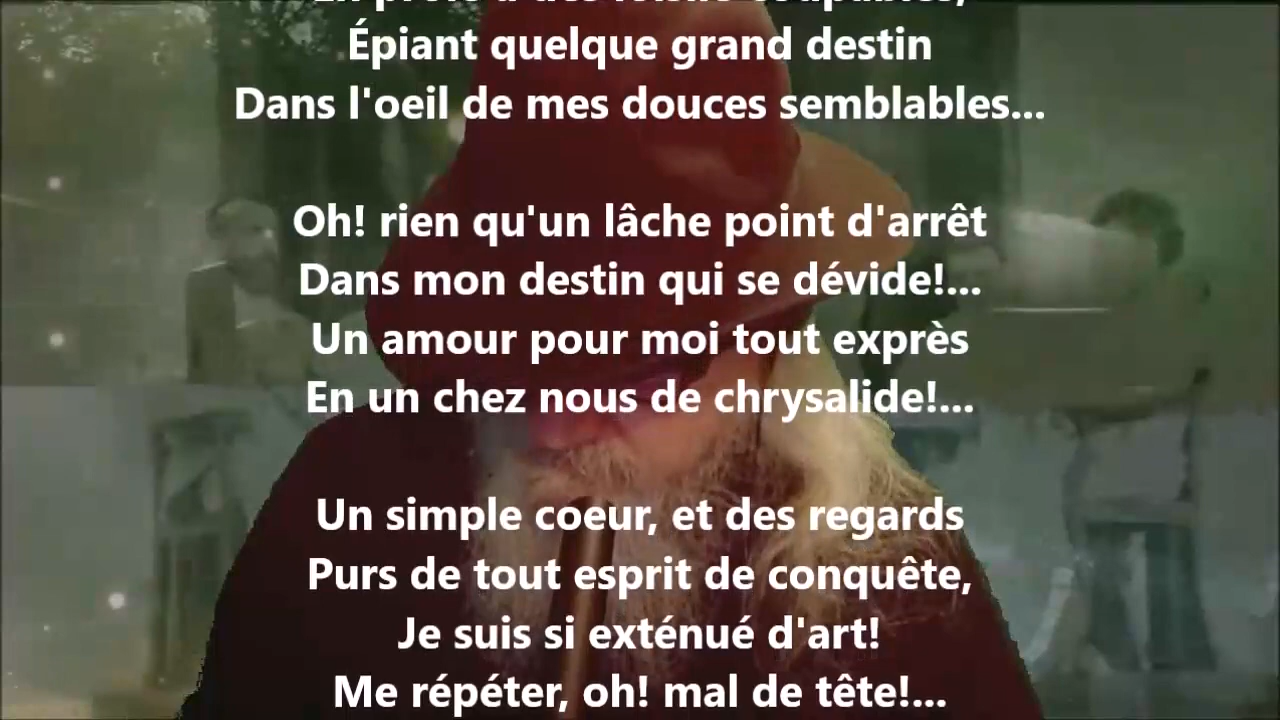 Épiant quelque grand destin
Dans l'oeil de mes douces semblables...
Oh! rien qu'un lâche point d'arrêt
Dans mon destin qui se dévide!...
Un amour pour moi tout exprès
En un chez nous de chrysalide!...
Un simple coeur, et des regards
Purs de tout esprit de conquête,
Je suis si exténué d'art!
Me répéter, oh! mal de tête!...